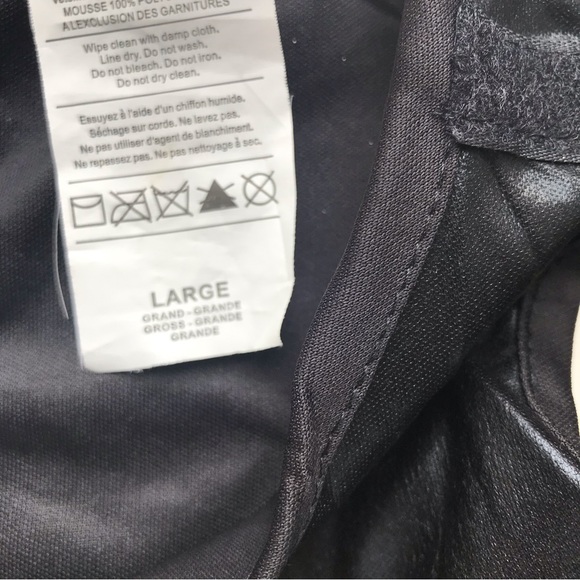 MOUSSE 100% POLY
A L'EXCLUSION DES GARNITURES
Wipe clean with damp cloth.
Line dry. Do not wash.
Do not bleach. Do not iron.
Do not dry clean.
Essuyez à l'aide d'un chiffon humide.
Séchage sur corde. Ne lavez pas.
Ne pas utiliser d'agent de blanchiment.
Ne repassez pas. Ne pas nettoyage à sec.
LARGE
GRAND - GRANDE
GROSS - GRANDE
GRANDE